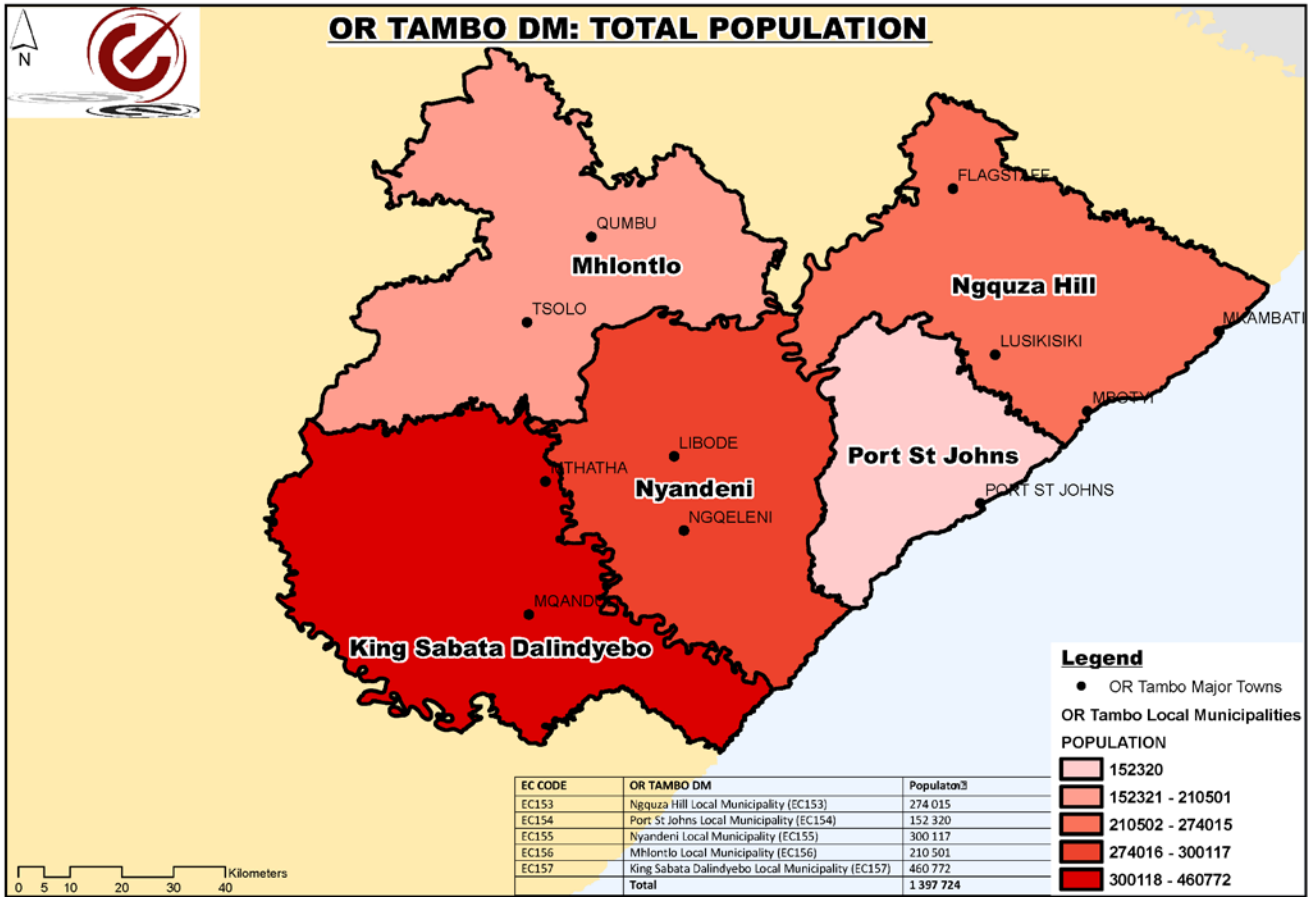 OR TAMBO DM: TOTAL POPULATION
N
FLAGSTAFF
QUMBU
Mhlontlo
Ngquza Hill
TSOLO
MKAMBATI
LUSIKISIKI
MBOTYI
LIBODE
Port St Johns
MTHATHA
Nyandeni
PORT ST JOHNS
NGQELENI
MQANDULI
King Sabata Dalindyebo
Legend
OR Tambo Major Towns
OR Tambo Local Municipalities
POPULATION
152320
152321 - 210501
210502 - 274015
274016 - 300117
300118 - 460772
EC CODE OR TAMBO DM Populaton
EC153 Ngquza Hill Local Municipality (EC153) 274 015
EC154 Port St Johns Local Municipality (EC154) 152 320
EC155 Nyandeni Local Municipality (EC155) 300 117
EC156 Mhlontlo Local Municipality (EC156) 210 501
EC157 King Sabata Dalindyebo Local Municipality (EC157) 460 772
Total 1 397 724
Kilometers
0 5 10 20 30 40